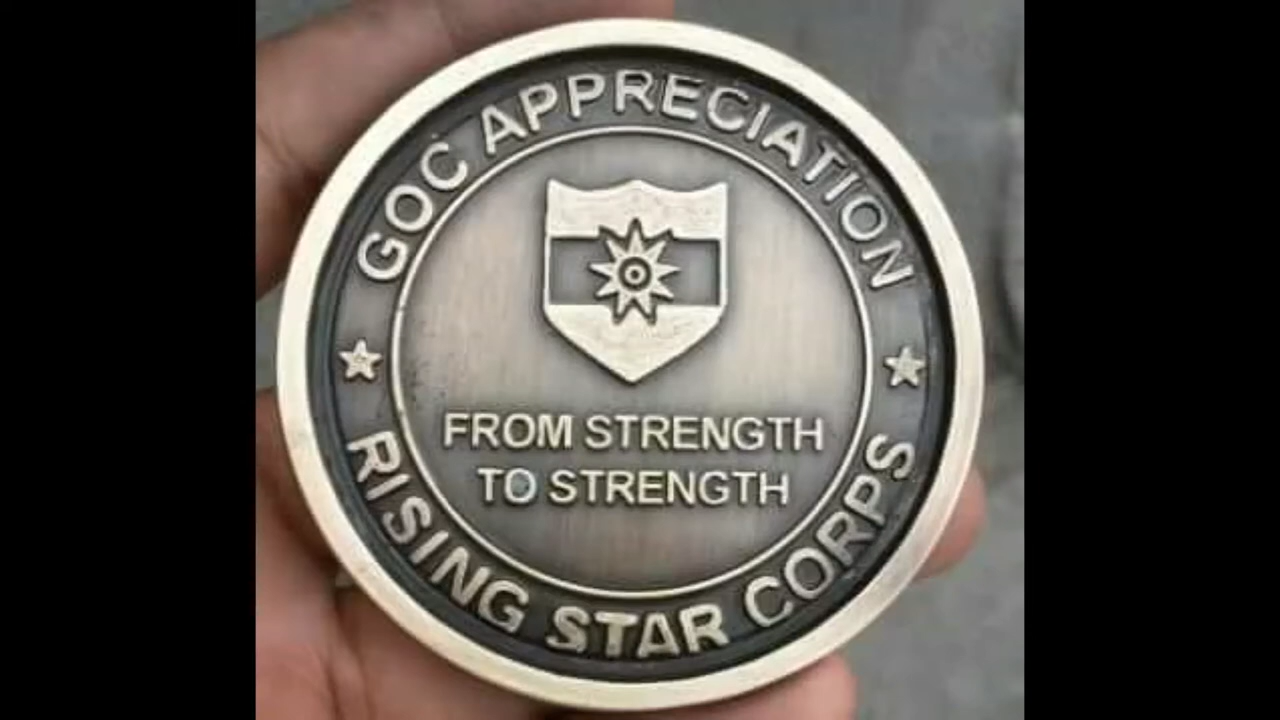 GOC APPRECIATION
FROM STRENGTH
TO STRENGTH
RISING STAR CORPS